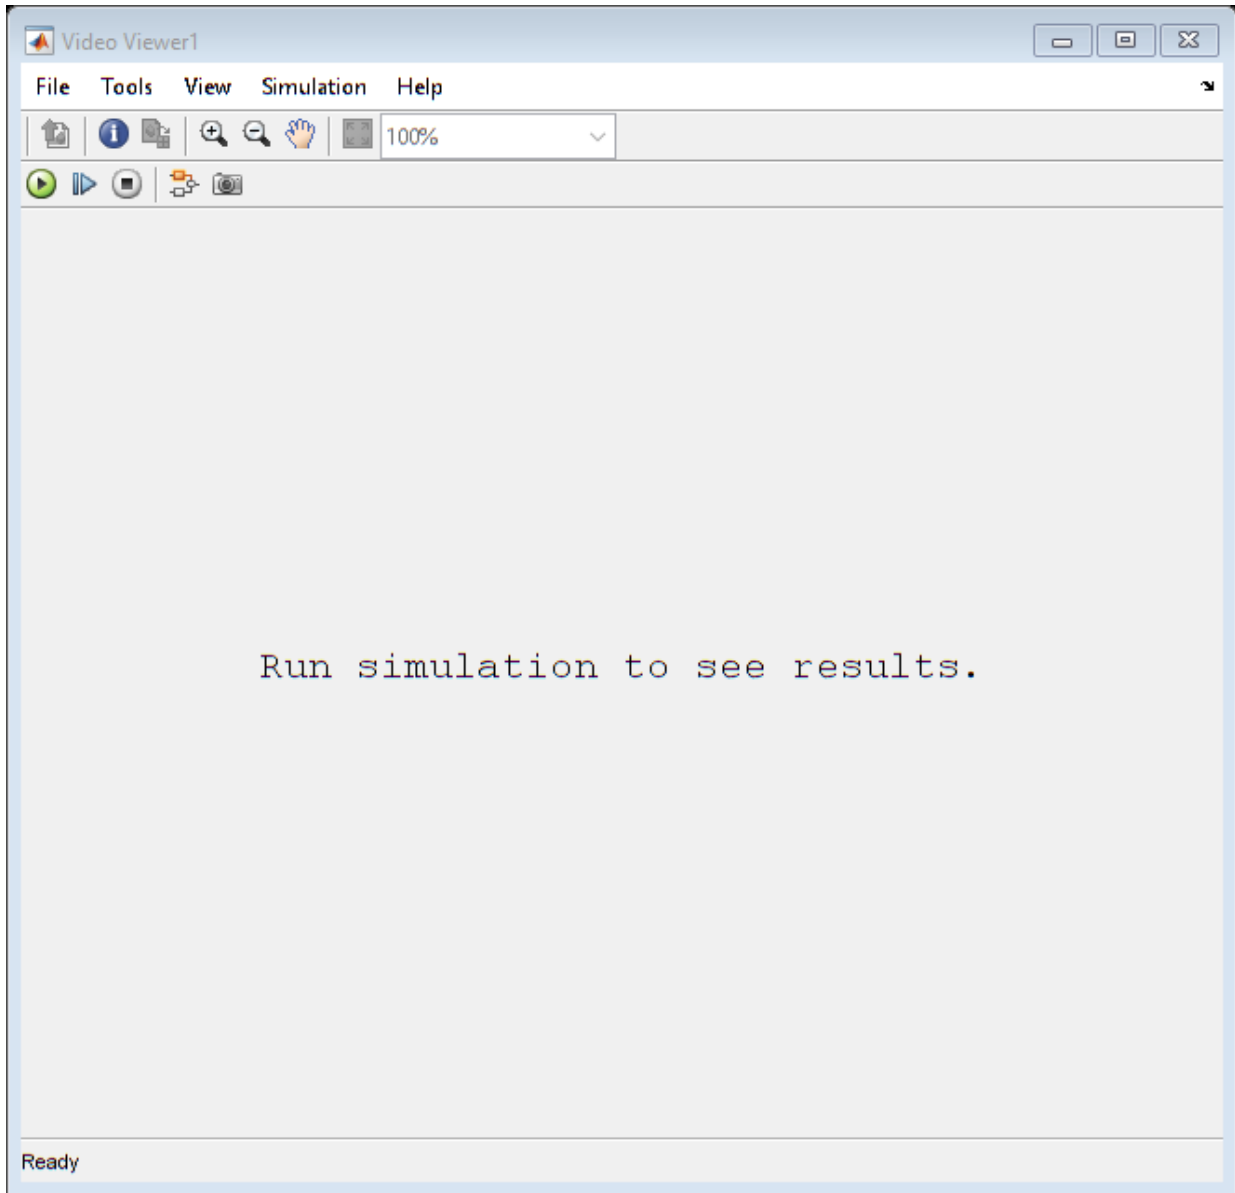 Video Viewer1
File Tools View Simulation Help
100%
Run simulation to see results.
Ready